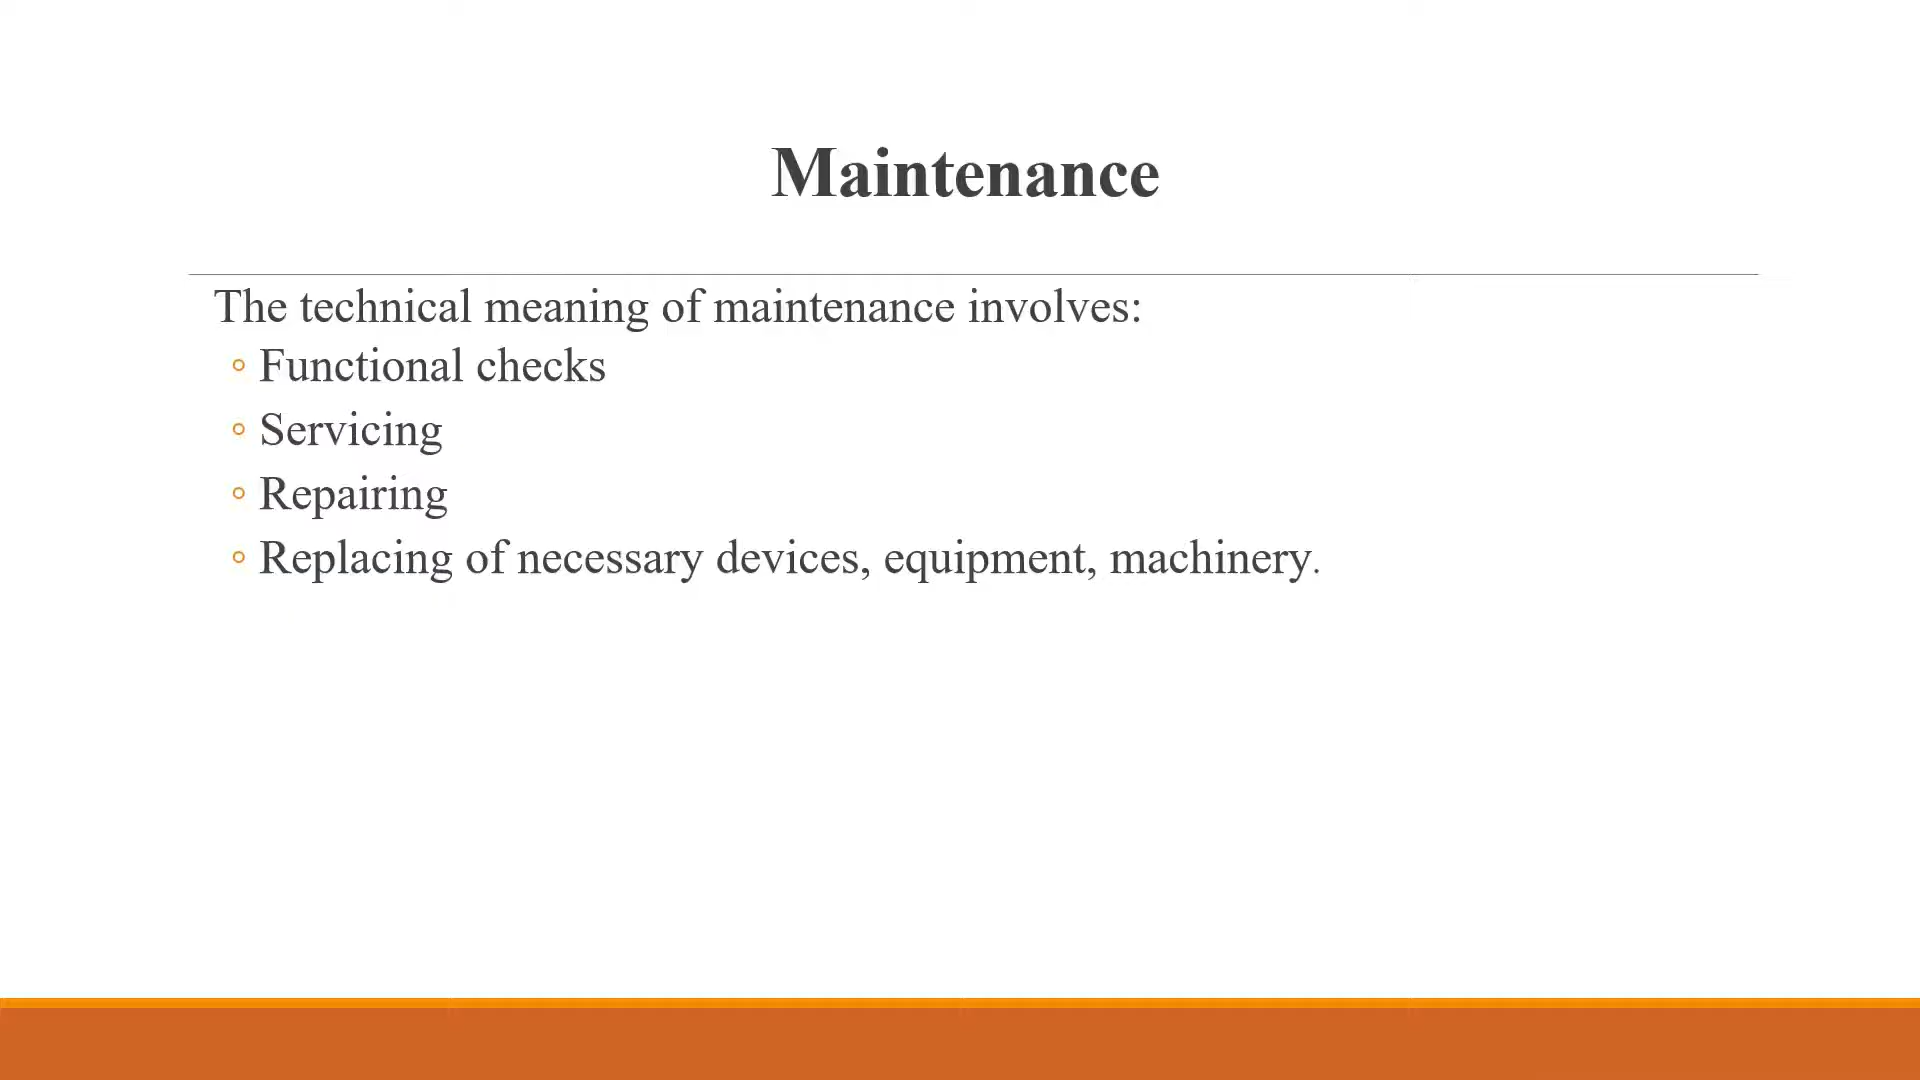 Maintenance
The technical meaning of maintenance involves:
◦ Functional checks
◦ Servicing
◦ Repairing
◦ Replacing of necessary devices, equipment, machinery.